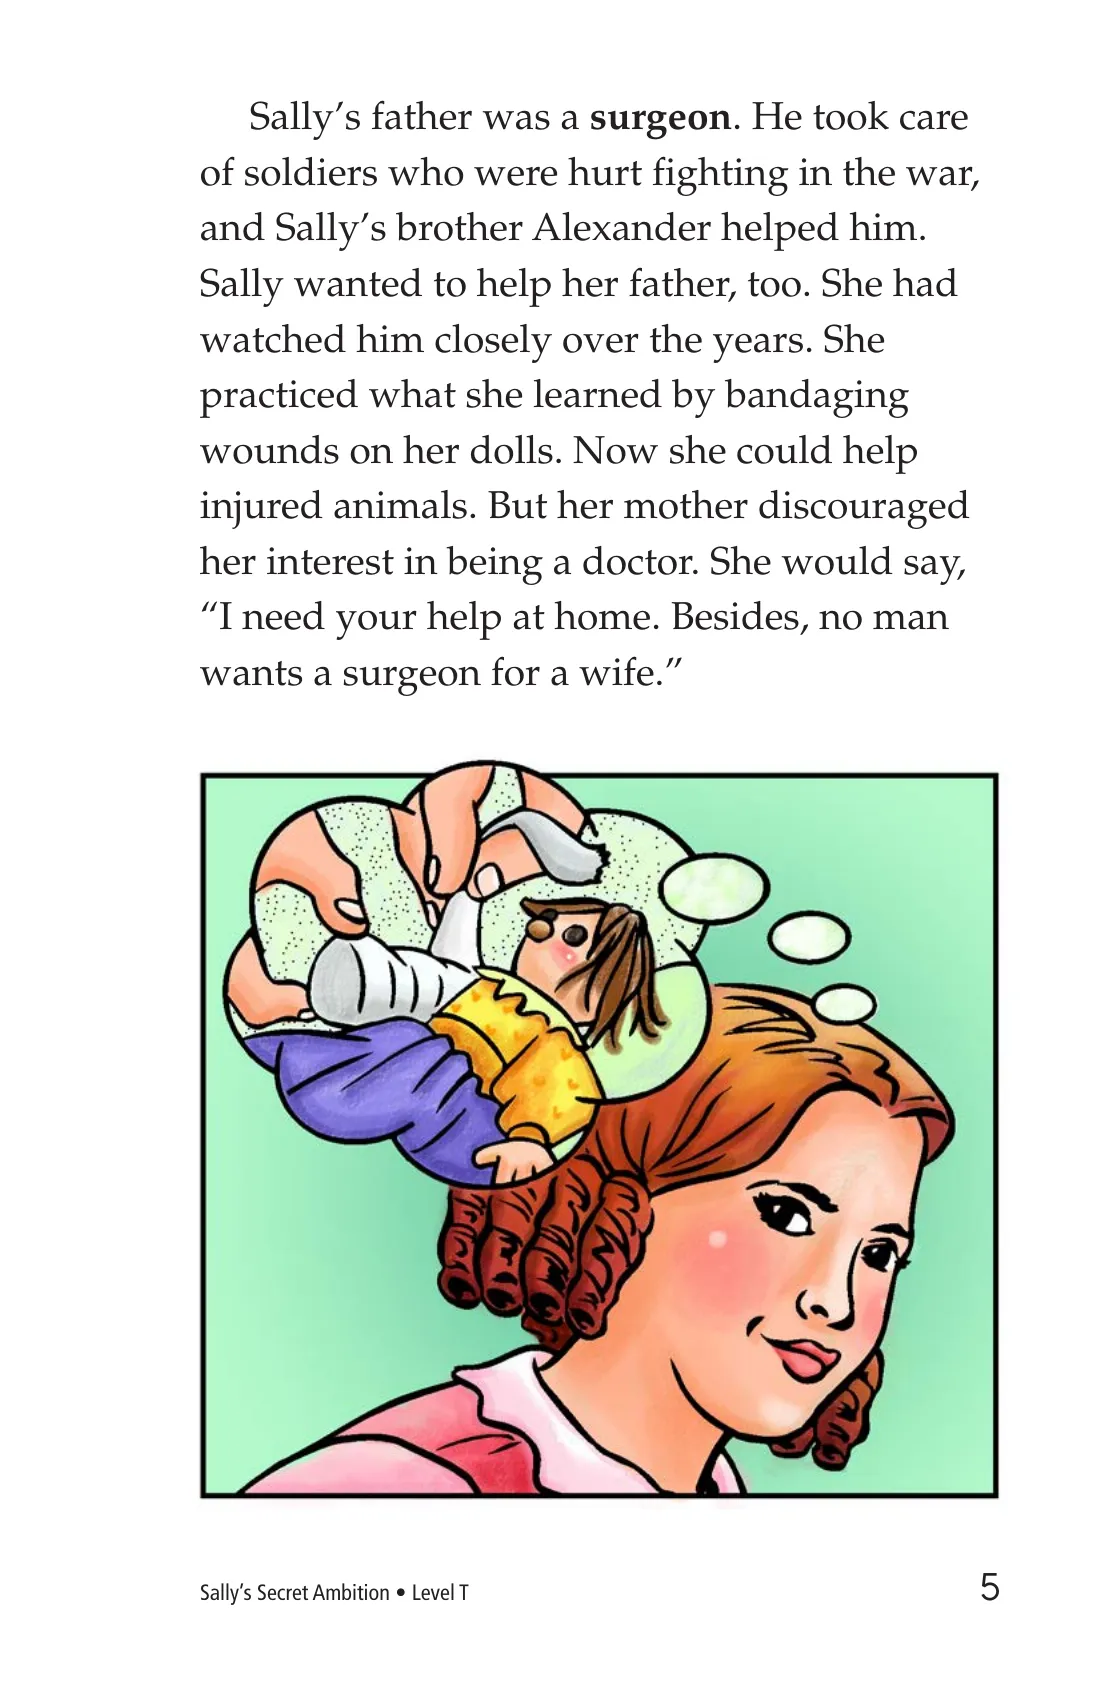 Sally’s father was a surgeon. He took care
of soldiers who were hurt fighting in the war,
and Sally’s brother Alexander helped him.
Sally wanted to help her father, too. She had
watched him closely over the years. She
practiced what she learned by bandaging
wounds on her dolls. Now she could help
injured animals. But her mother discouraged
her interest in being a doctor. She would say,
“I need your help at home. Besides, no man
wants a surgeon for a wife.”
Sally’s Secret Ambition • Level T
5